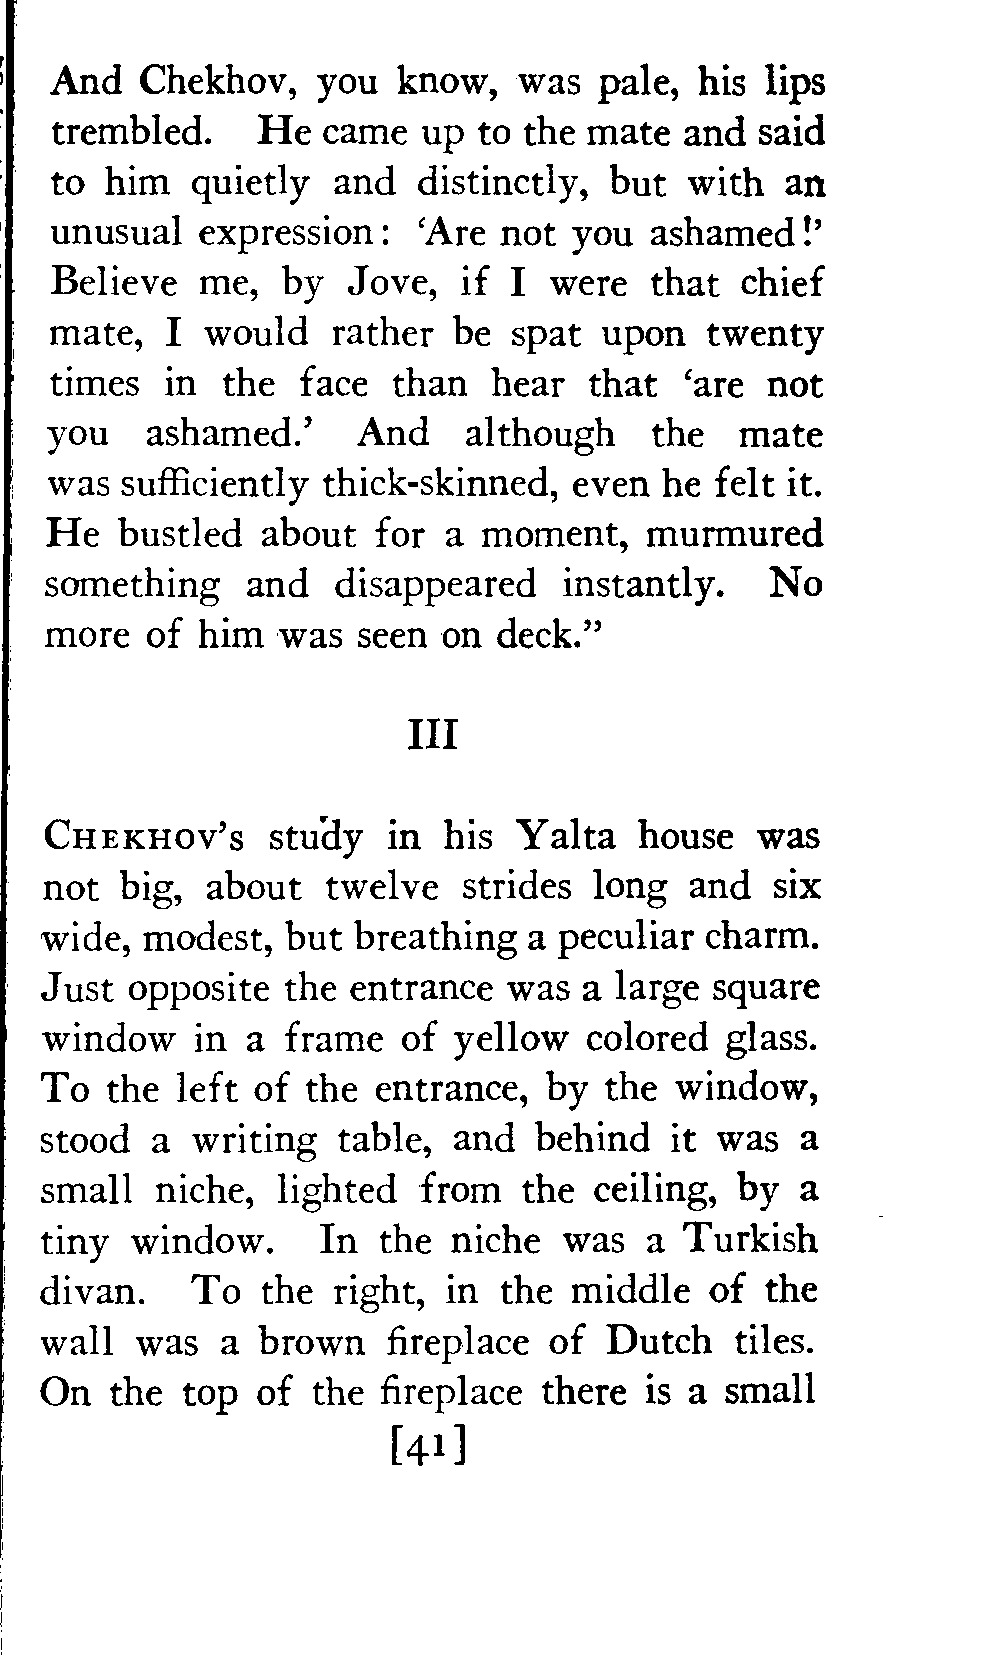 And Chekhov, you know, was pale, his lips
trembled. He came up to the mate and said
to him quietly and distinctly, but with an
unusual expression: ‘Are not you ashamed!’
Believe me, by Jove, if I were that chief
mate, I would rather be spat upon twenty
times in the face than hear that ‘are not
you ashamed.’ And although the mate
was sufficiently thick-skinned, even he felt it.
He bustled about for a moment, murmured
something and disappeared instantly. No
more of him was seen on deck.”
III
CHEKHOV’S study in his Yalta house was
not big, about twelve strides long and six
wide, modest, but breathing a peculiar charm.
Just opposite the entrance was a large square
window in a frame of yellow colored glass.
To the left of the entrance, by the window,
stood a writing table, and behind it was a
small niche, lighted from the ceiling, by a
tiny window. In the niche was a Turkish
divan. To the right, in the middle of the
wall was a brown fireplace of Dutch tiles.
On the top of the fireplace there is a small
[41]